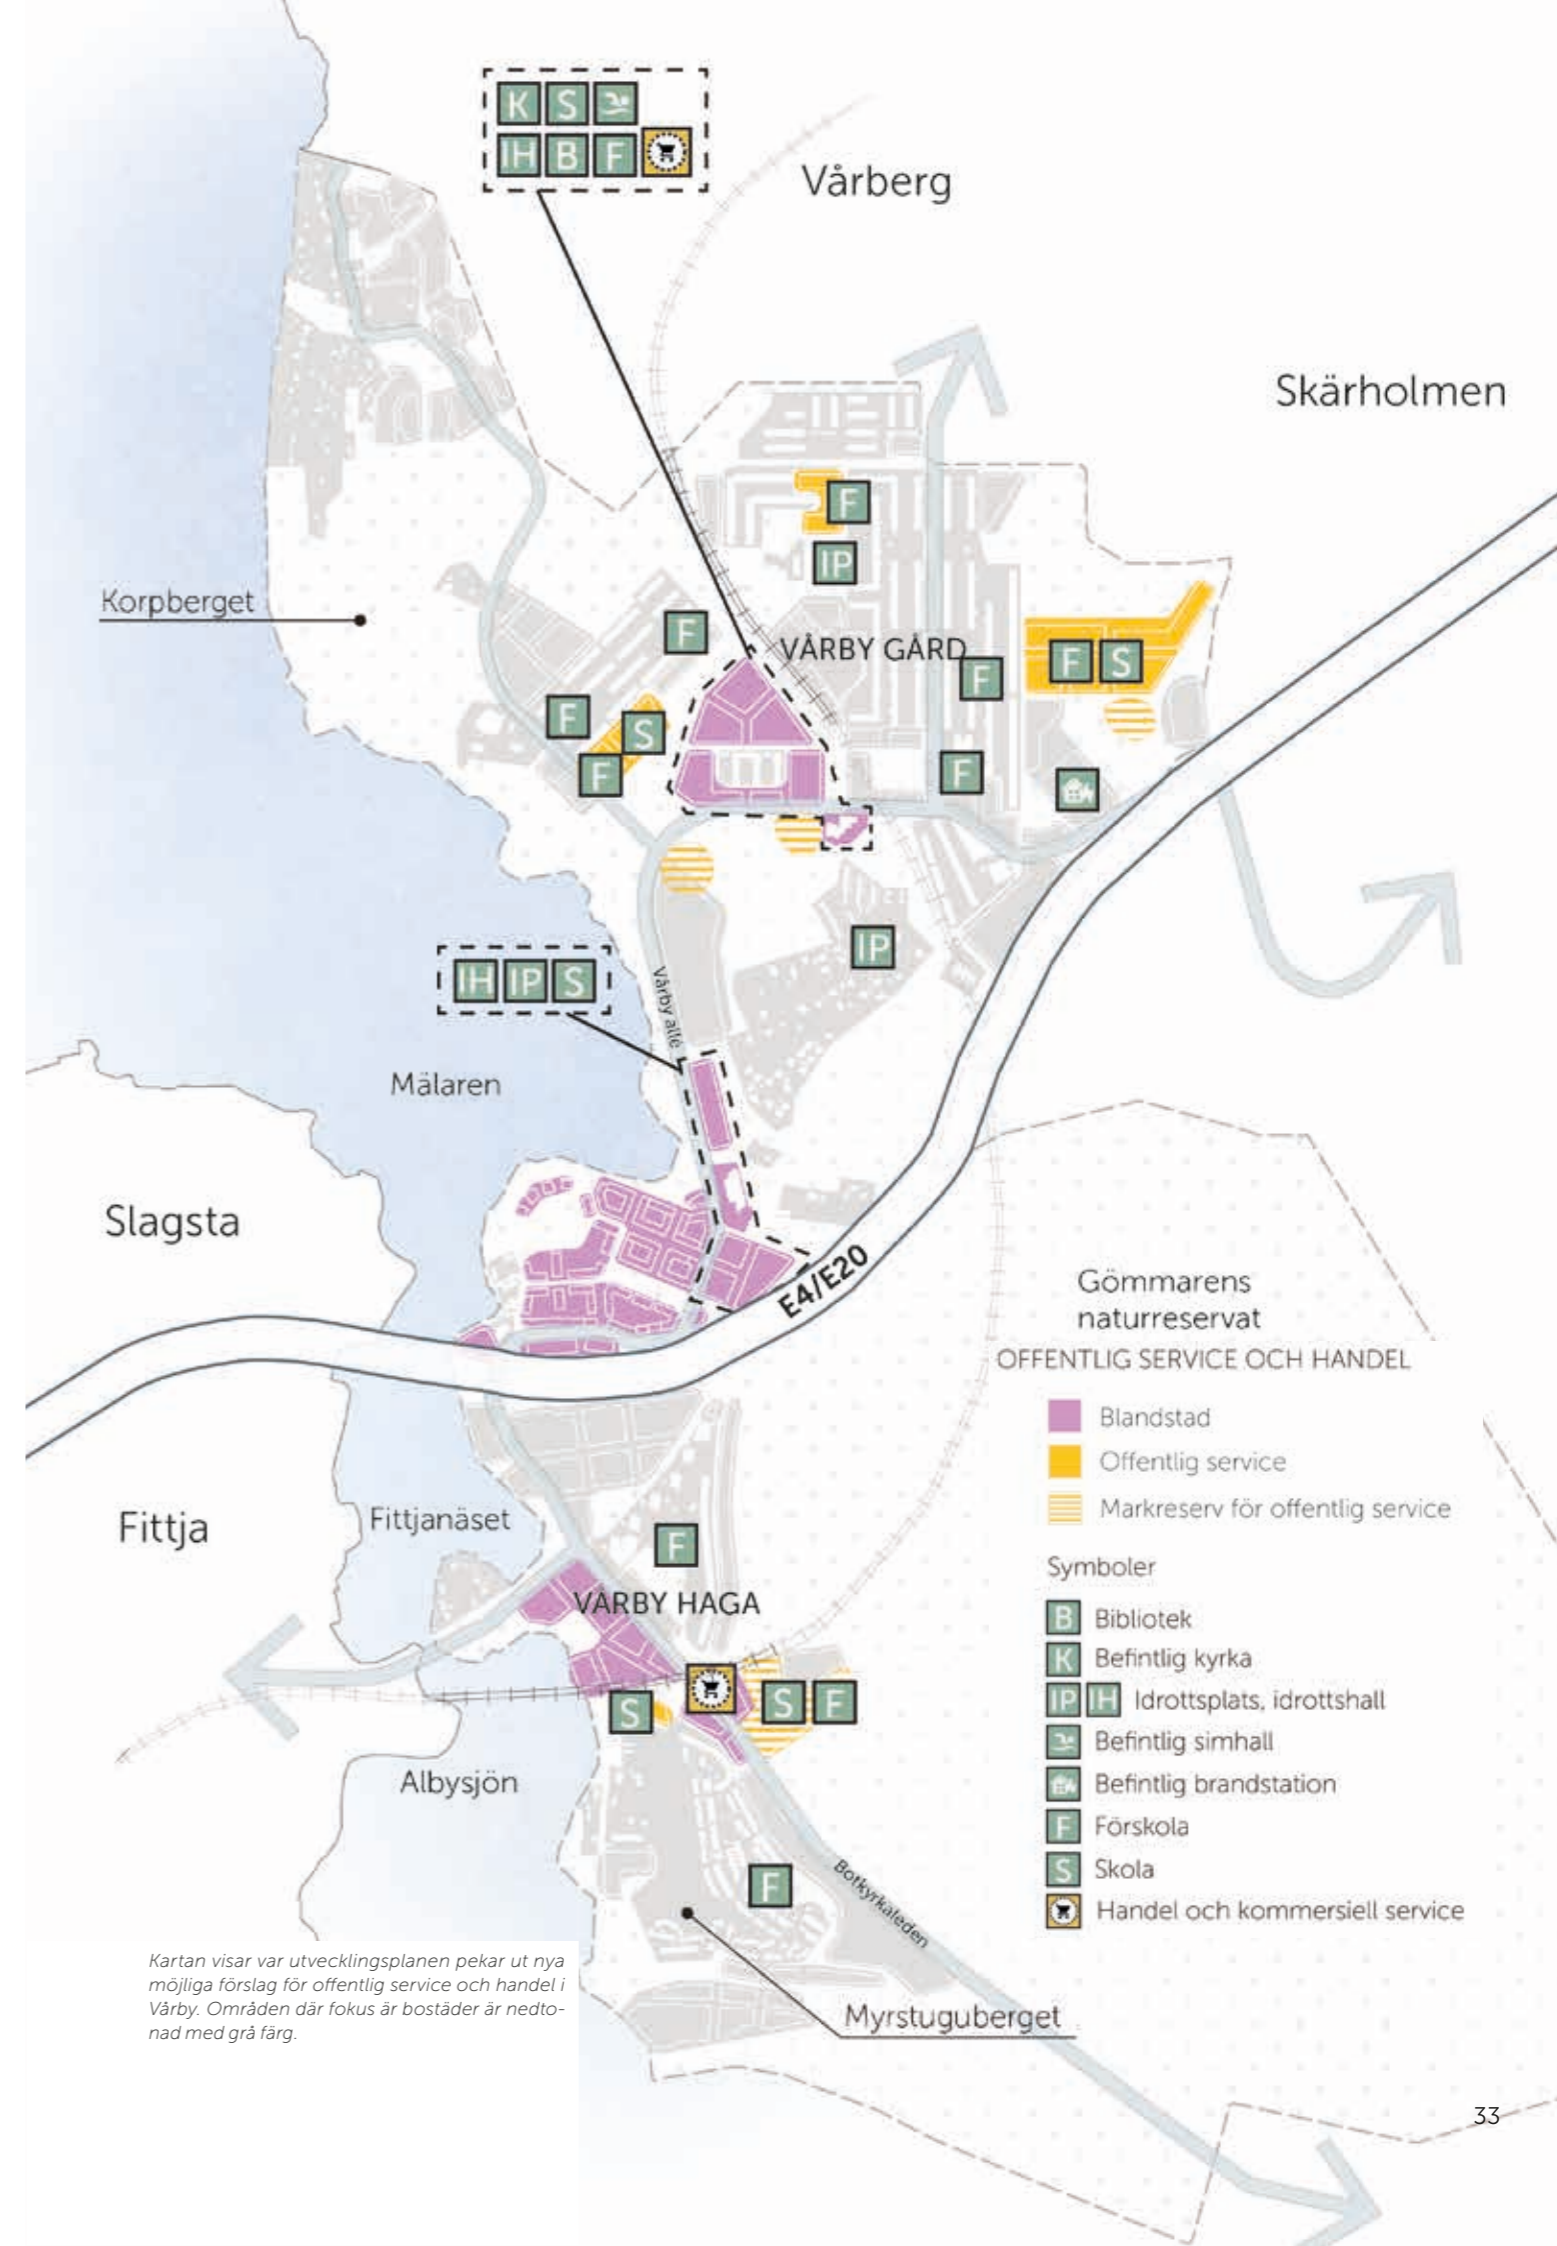 K S
IH B F
Vårberg
Skärholmen
F
IP
Korpberget
F
VÅRBY GÅRD
F S
F
F
S
F
F
IP
IH IP S
Vårby allé
Mälaren
Slagsta
E4/E20
Gömmarens
naturreservat
OFFENTLIG SERVICE OCH HANDEL
Blandstad
Offentlig service
Markreserv för offentlig service
Fittja
Fittjanäset
F
VÅRBY HAGA
S
S F
Albysjön
F
Botkyrkaleden
Myrstuguberget
Symboler
B Bibliotek
K Befintlig kyrka
IP IH Idrottsplats, idrottshall
Befintlig simhall
Befintlig brandstation
F Förskola
S Skola
Handel och kommersiell service
Kartan visar var utvecklingsplanen pekar ut nya
möjliga förslag för offentlig service och handel i
Vårby. Områden där fokus är bostäder är nedto-
nad med grå färg.
33